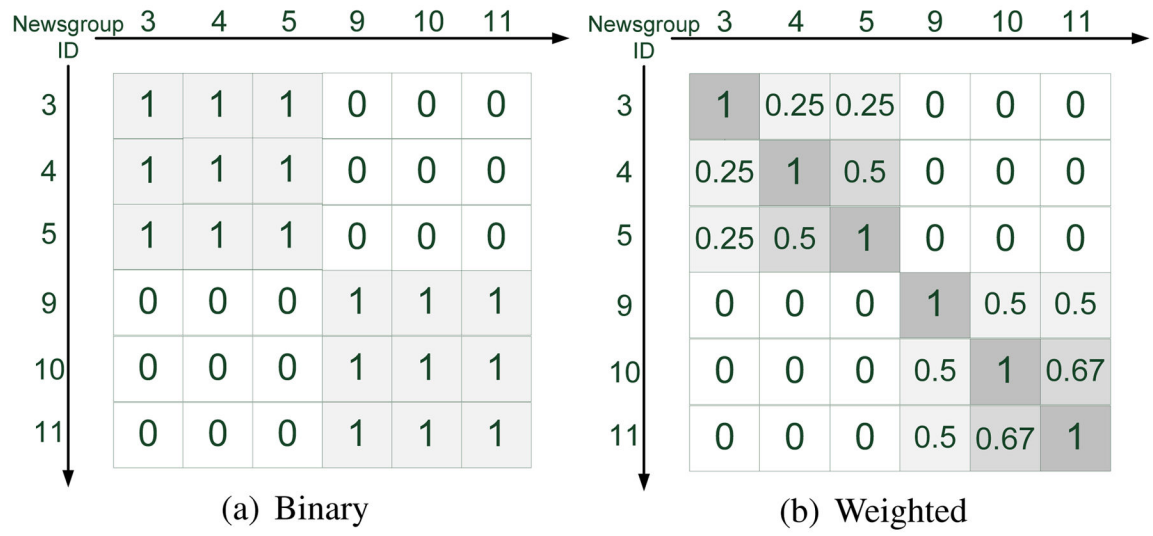 Newsgroup 3 4 5 9 10 11
ID
3 1 1 1 0 0 0
4 1 1 1 0 0 0
5 1 1 1 0 0 0
9 0 0 0 1 1 1
10 0 0 0 1 1 1
11 0 0 0 1 1 1
(a) Binary
Newsgroup 3 4 5 9 10 11
ID
3 1 0.25 0.25 0 0 0
4 0.25 1 0.5 0 0 0
5 0.25 0.5 1 0 0 0
9 0 0 0 1 0.5 0.5
10 0 0 0 0.5 1 0.67
11 0 0 0 0.5 0.67 1
(b) Weighted